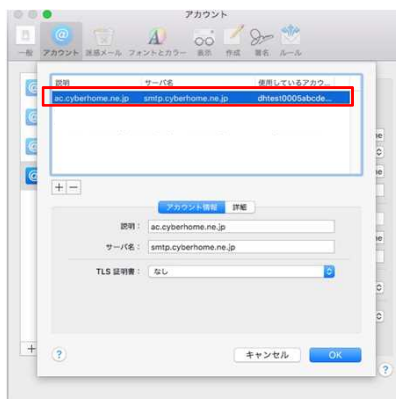 アカウント
一般 アカウント 迷惑メール フォントとカラー 表示 作成 署名 ルール
説明 サーバ名 使用しているアカウ...
ac.cyberhome.ne.jp smtp.cyberhome.ne.jp dhtest0005abcde...
アカウント情報 詳細
説明： ac.cyberhome.ne.jp
サーバ名： smtp.cyberhome.ne.jp
TLS 証明書： なし
? キャンセル OK
?